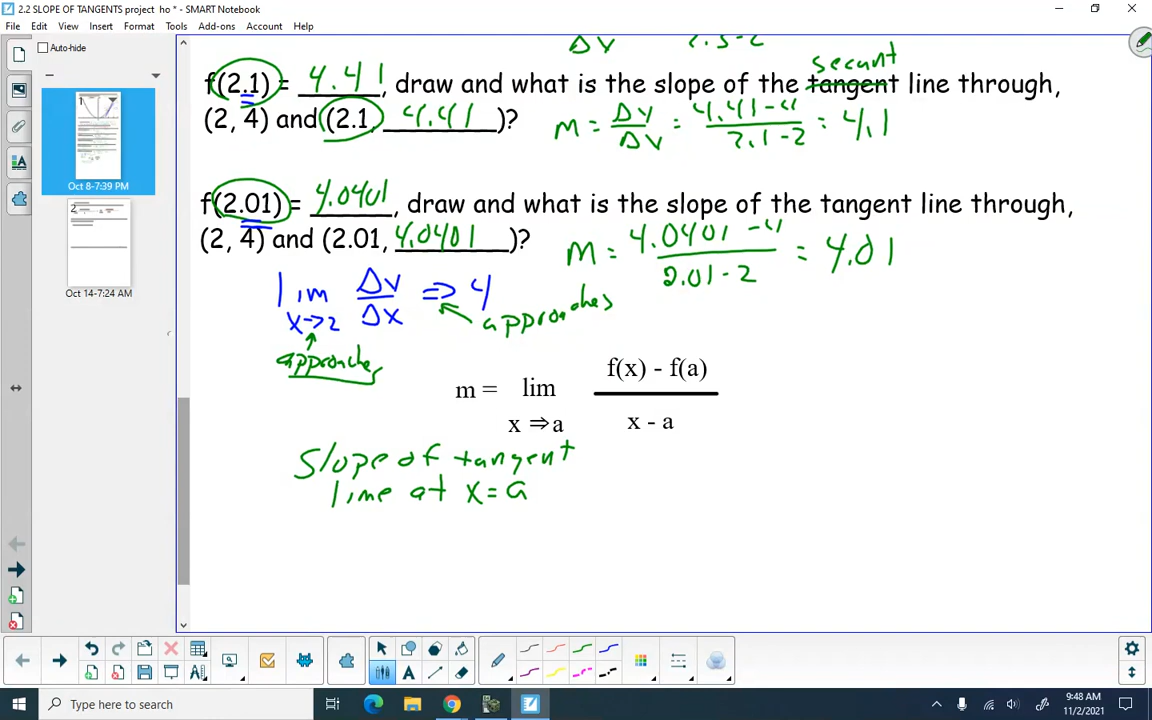 2.2 SLOPE OF TANGENTS project ho * - SMART Notebook
File Edit View Insert Format Tools Add-ons Account Help
Auto-hide
1
Oct 8-7:39 PM
2
Oct 14-7:24 AM
secant
f(2.1) = 4.41, draw and what is the slope of the tangent line through,
(2, 4) and (2.1, 4.41)? m = Δy/Δx = 4.41-4/2.1-2 = 4.1
f(2.01) = 4.0401, draw and what is the slope of the tangent line through,
(2, 4) and (2.01, 4.0401)? m = 4.0401-4/2.01-2 = 4.01
lim x→2 Δy/Δx ⇒ 4
approaches
approaches
m = lim x⇒a f(x) - f(a) / x - a
Slope of tangent
line at x = a
Type here to search
9:48 AM
11/2/2021